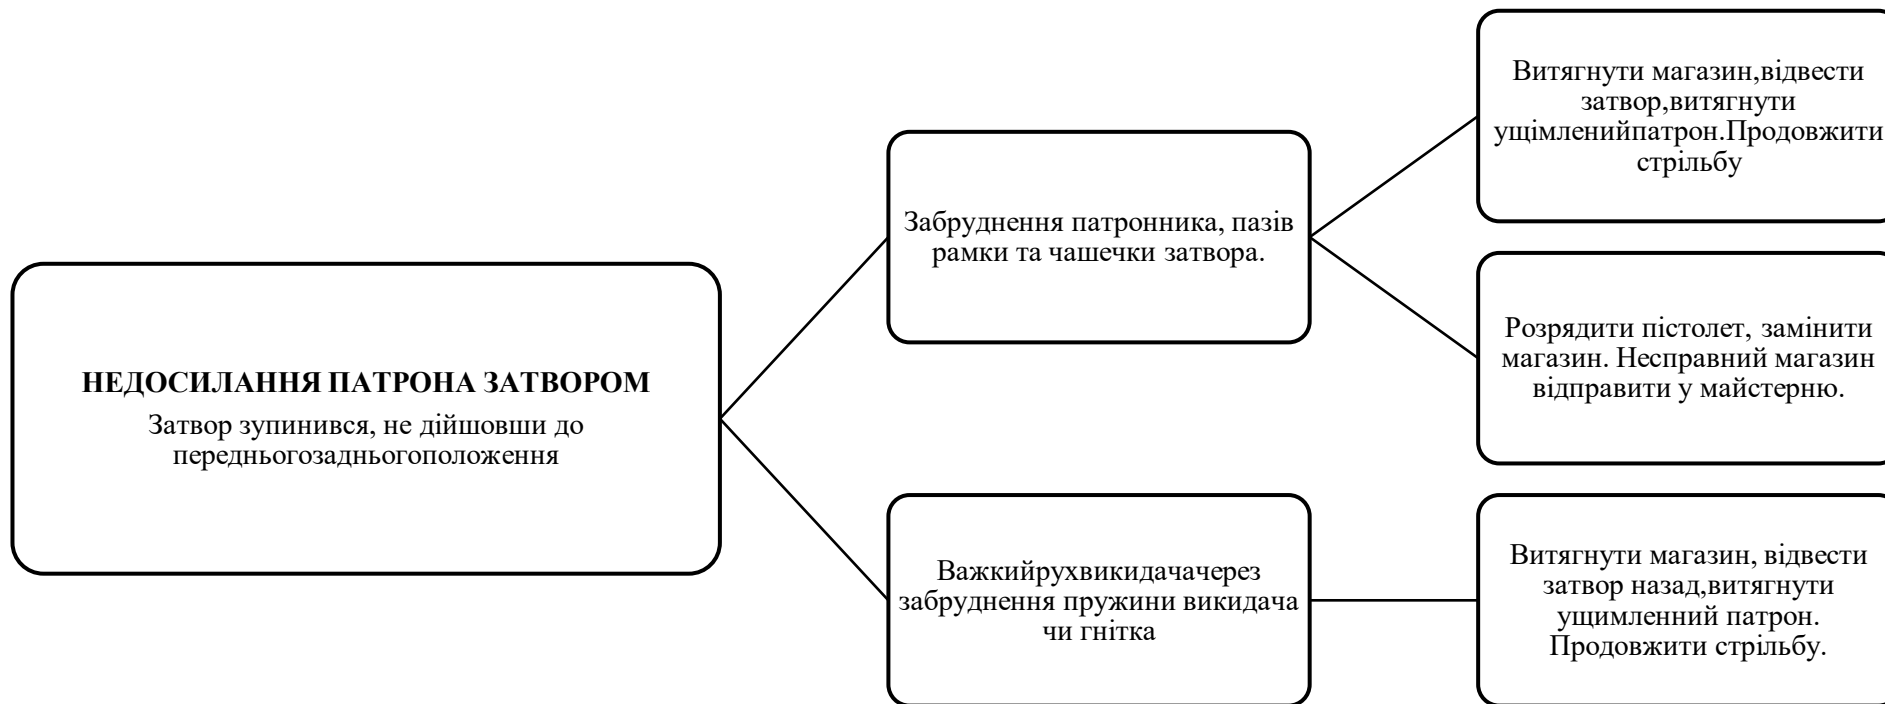 НЕДОСИЛАННЯ ПАТРОНА ЗАТВОРОМ
Затвор зупинився, не дійшовши до
передньогозадньогоположення
Забруднення патронника, пазів
рамки та чашечки затвора.
Витягнути магазин,відвести
затвор,витягнути
ущімленийпатрон.Продовжити
стрільбу
Розрядити пістолет, замінити
магазин. Несправний магазин
відправити у майстерню.
Важкийрухвикидачачерез
забруднення пружини викидача
чи гнітка
Витягнути магазин, відвести
затвор назад,витягнути
ущимленний патрон.
Продовжити стрільбу.